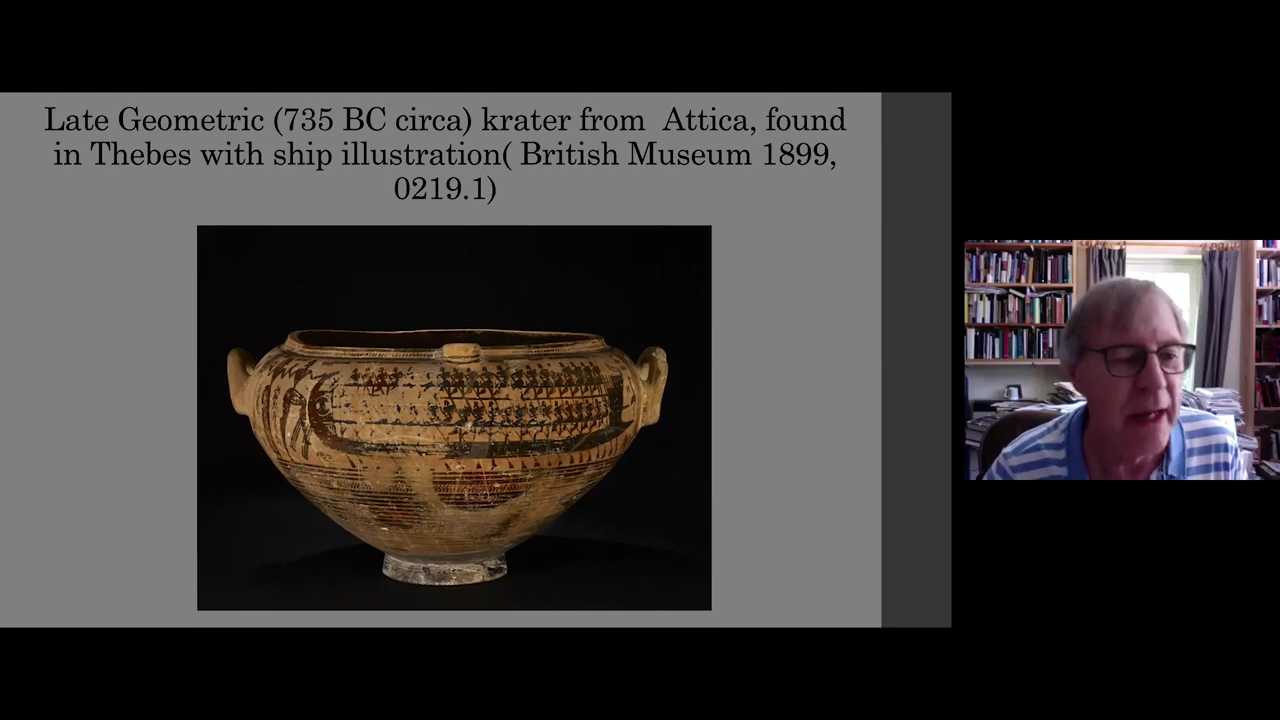 Late Geometric (735 BC circa) krater from  Attica, found
in Thebes with ship illustration( British Museum 1899,
0219.1)